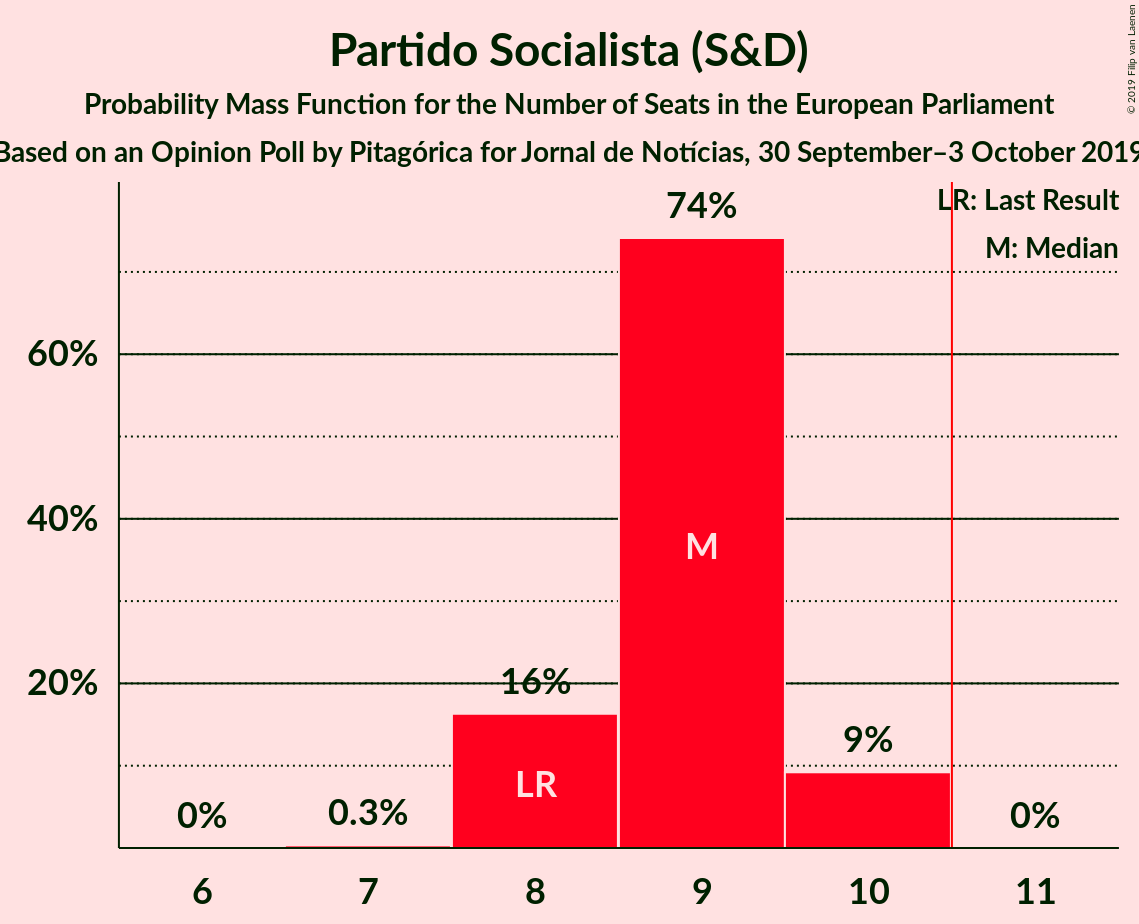 Partido Socialista (S&D)
Probability Mass Function for the Number of Seats in the European Parliament
Based on an Opinion Poll by Pitagórica for Jornal de Notícias, 30 September–3 October 2019
© 2019 Filip van Laenen
LR: Last Result
M: Median
74%
60%
M
40%
20%
16%
LR
9%
0%
0.3%
0%
6 7 8 9 10 11